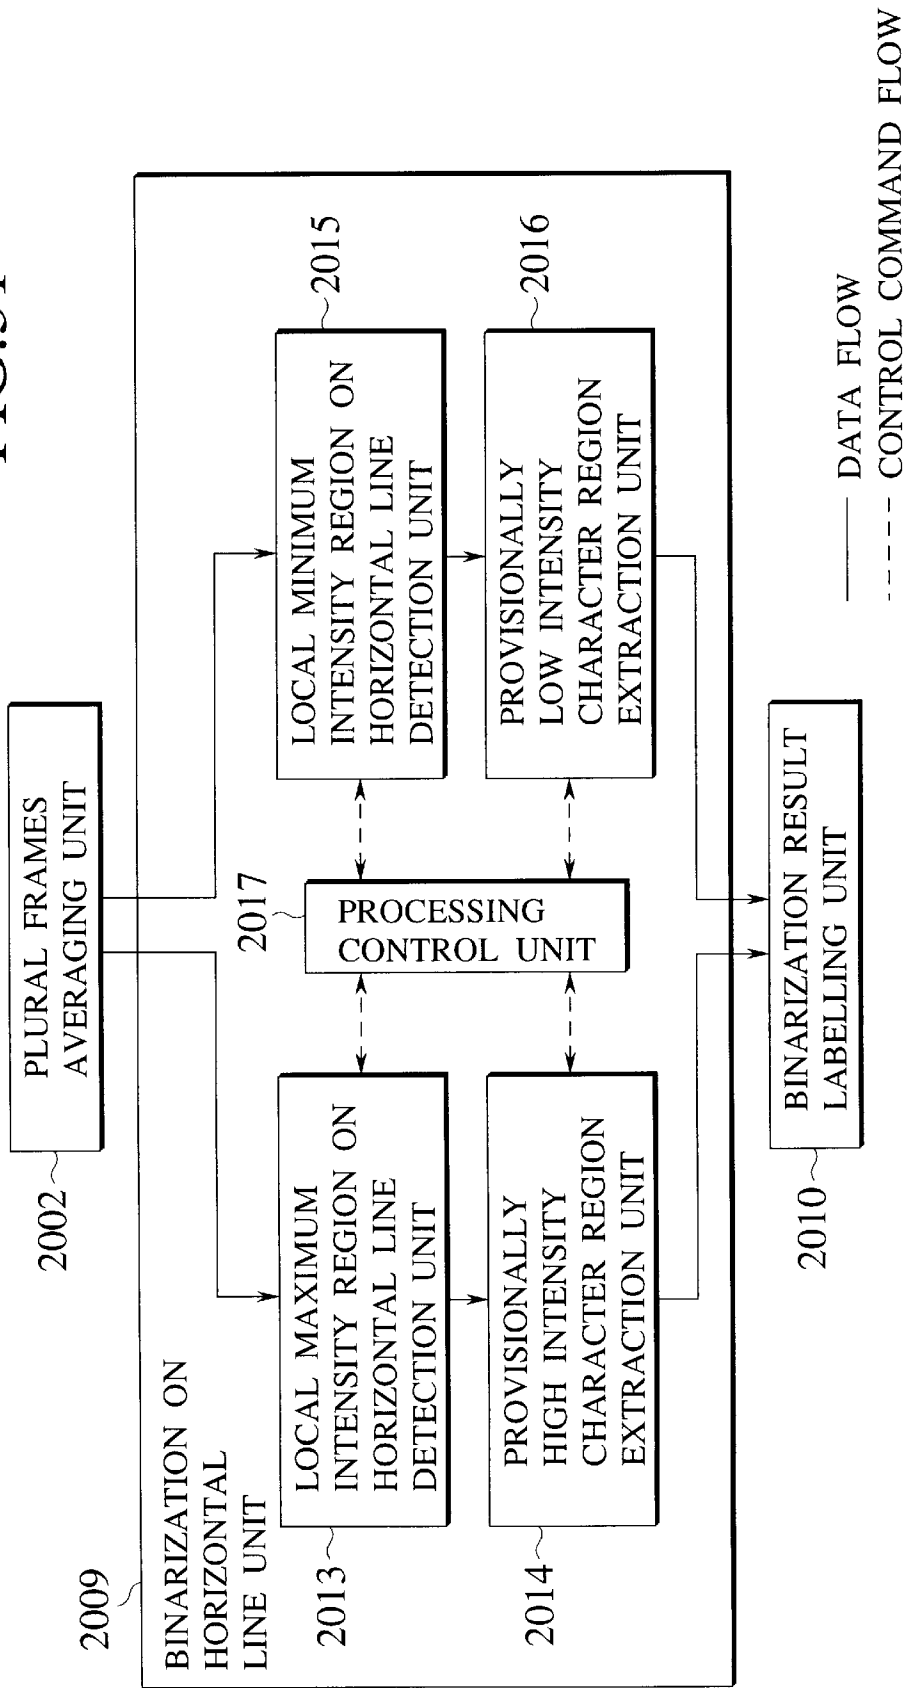 2002
PLURAL FRAMES
AVERAGING UNIT
2009
BINARIZATION ON
HORIZONTAL
LINE UNIT
2013
LOCAL MAXIMUM
INTENSITY REGION ON
HORIZONTAL LINE
DETECTION UNIT
2017
PROCESSING
CONTROL UNIT
LOCAL MINIMUM
INTENSITY REGION ON
HORIZONTAL LINE
DETECTION UNIT
2015
2014
PROVISIONALLY
HIGH INTENSITY
CHARACTER REGION
EXTRACTION UNIT
PROVISIONALLY
LOW INTENSITY
CHARACTER REGION
EXTRACTION UNIT
2016
2010
BINARIZATION RESULT
LABELLING UNIT
DATA FLOW
CONTROL COMMAND FLOW